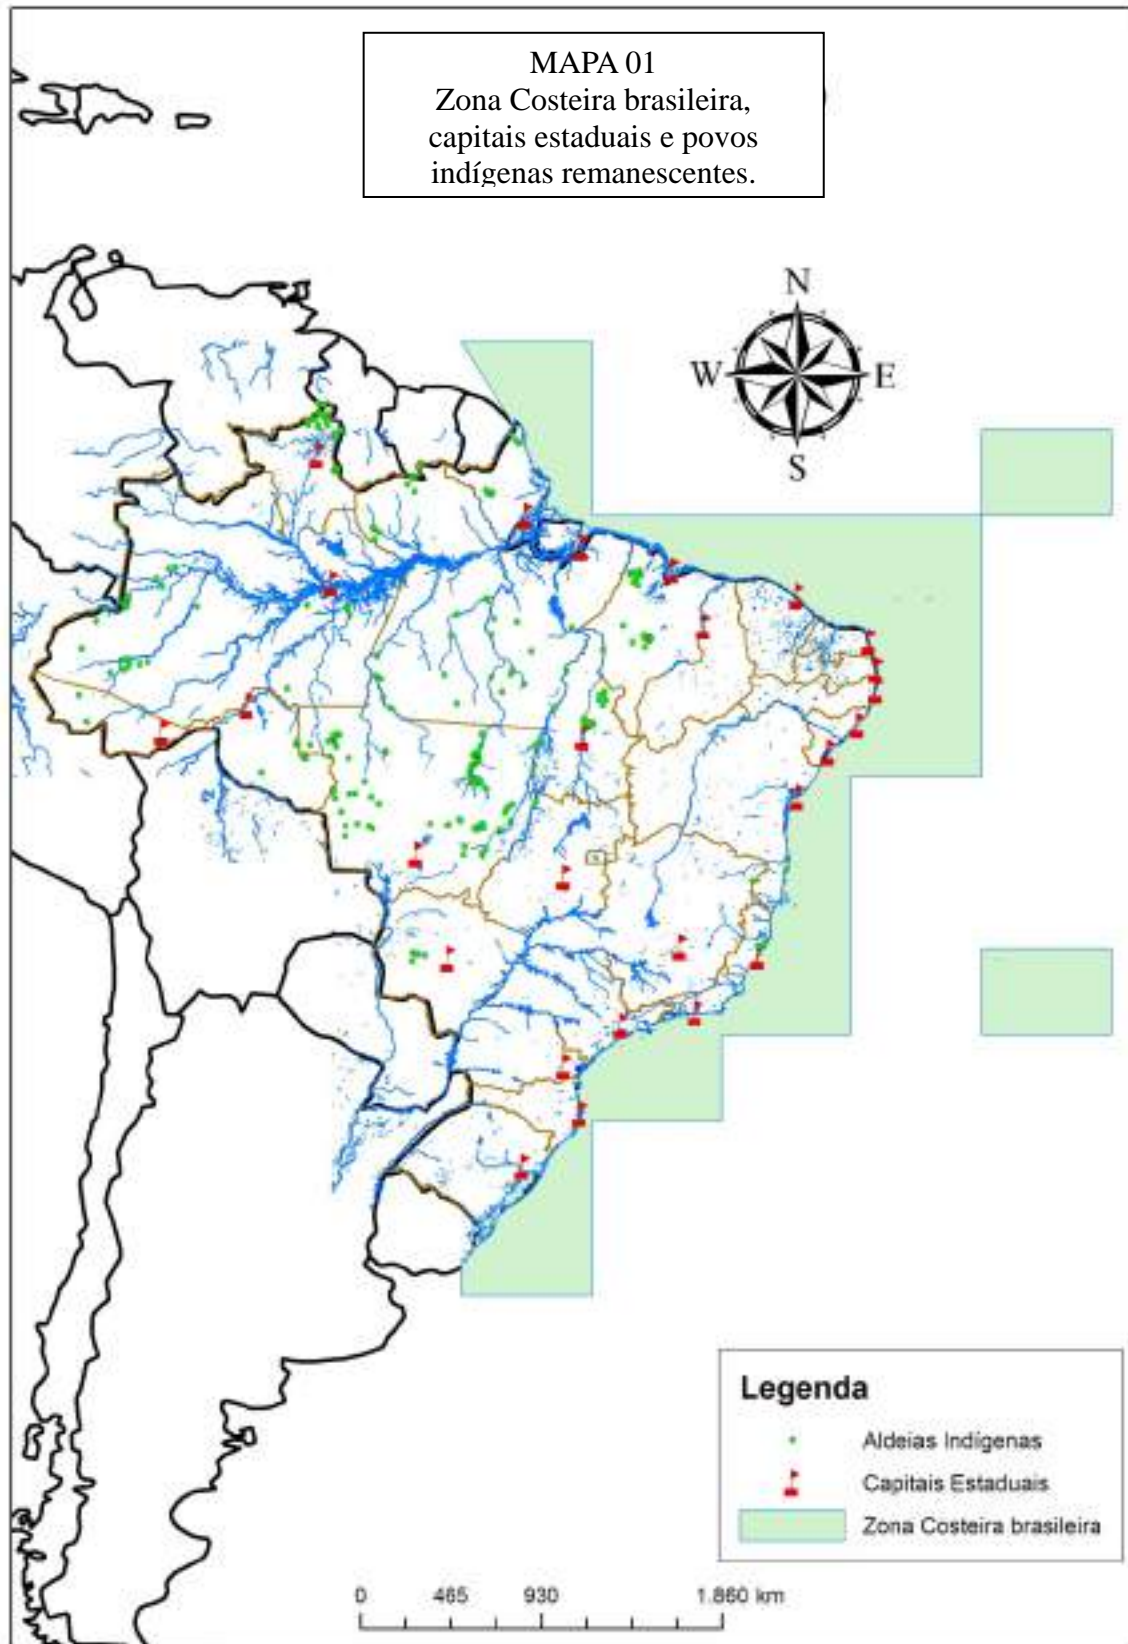 MAPA 01
Zona Costeira brasileira,
capitais estaduais e povos
indígenas remanescentes.
N
W
E
S
Legenda
Aldeias Indígenas
Capitais Estaduais
Zona Costeira brasileira
0 465 930 1.860 km